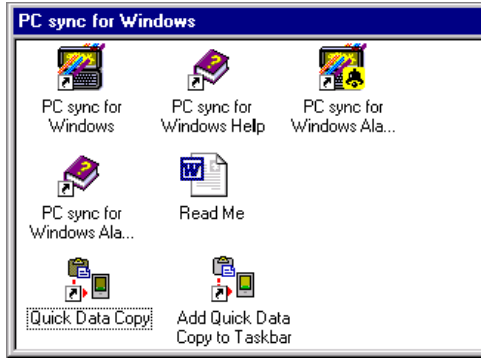 PC sync for Windows
PC sync for
Windows
PC sync for
Windows Help
PC sync for
Windows Ala...
PC sync for
Windows Ala...
Read Me
Quick Data Copy
Add Quick Data
Copy to Taskbar